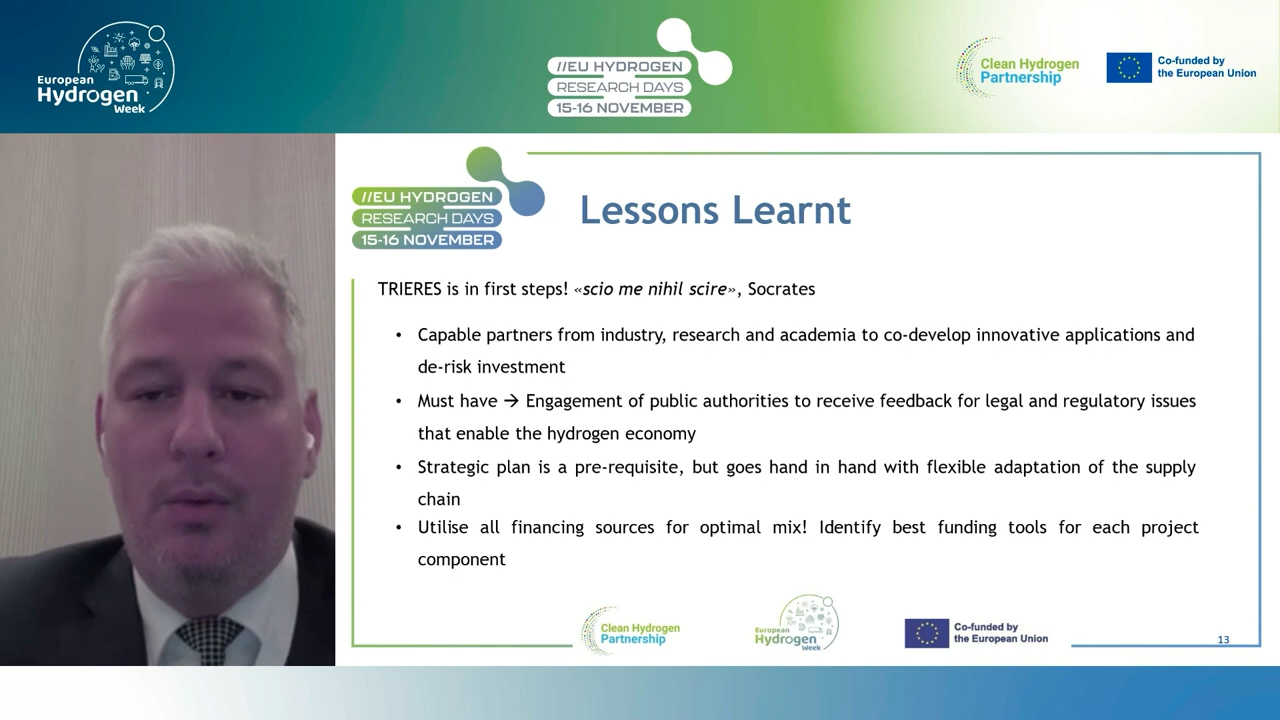 European
Hydrogen
Week
//EU HYDROGEN
RESEARCH DAYS
15-16 NOVEMBER
Clean Hydrogen
Partnership
Co-funded by
the European Union
//EU HYDROGEN
RESEARCH DAYS
15-16 NOVEMBER
Lessons Learnt
TRIERES is in first steps! «scio me nihil scire», Socrates
• Capable partners from industry, research and academia to co-develop innovative applications and
de-risk investment
• Must have → Engagement of public authorities to receive feedback for legal and regulatory issues
that enable the hydrogen economy
• Strategic plan is a pre-requisite, but goes hand in hand with flexible adaptation of the supply
chain
• Utilise all financing sources for optimal mix! Identify best funding tools for each project
component
Clean Hydrogen
Partnership
European
Hydrogen
Week
Co-funded by
the European Union
13